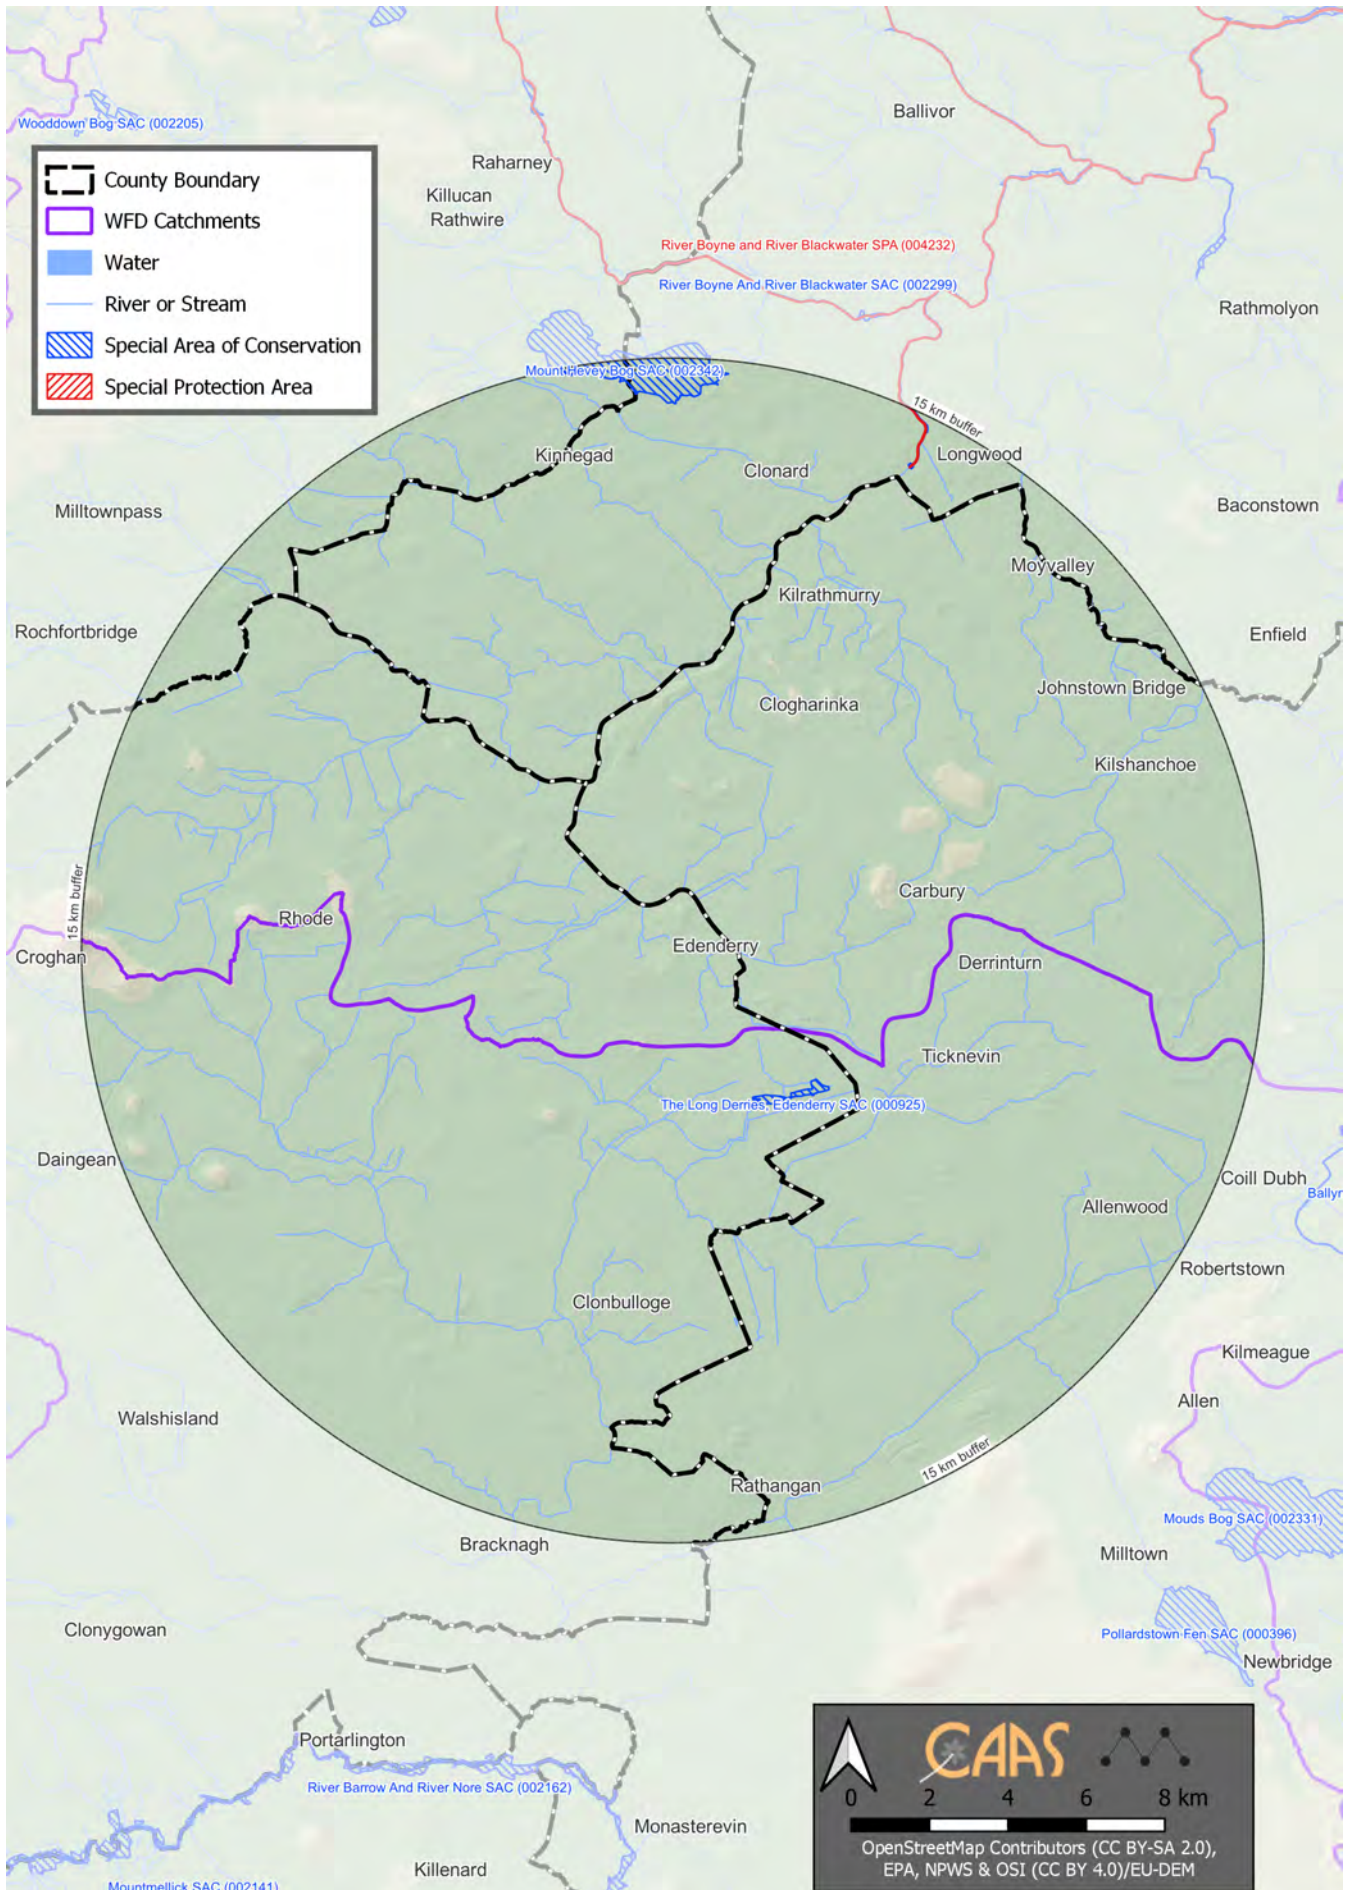 Wooddown Bog SAC (002205)
Ballivor
County Boundary
WFD Catchments
Water
River or Stream
Special Area of Conservation
Special Protection Area
Raharney
Killucan
Rathwire
River Boyne and River Blackwater SPA (004232)
River Boyne And River Blackwater SAC (002299)
Rathmolyon
Mount Hevey Bog SAC (002342)
15 km buffer
Kinnegad
Clonard
Longwood
Milltownpass
Baconstown
Moyvalley
Kilrathmurry
Rochfortbridge
Enfield
Johnstown Bridge
Clogharinka
Kilshanchoe
15 km buffer
Carbury
Rhode
Edenderry
Croghan
Derrinturn
Ticknevin
The Long Derries, Edenderry SAC (000925)
Daingean
Coill Dubh
Ballyn
Allenwood
Robertstown
Clonbulloge
Kilmeague
Allen
Walshisland
15 km buffer
Rathangan
Mouds Bog SAC (002331)
Bracknagh
Milltown
Clonygowan
Pollardstown Fen SAC (000396)
Newbridge
Portarlington
River Barrow And River Nore SAC (002162)
Monasterevin
Killenard
Mountmellick SAC (002141)
CAAS
0 2 4 6 8 km
OpenStreetMap Contributors (CC BY-SA 2.0),
EPA, NPWS & OSI (CC BY 4.0)/EU-DEM